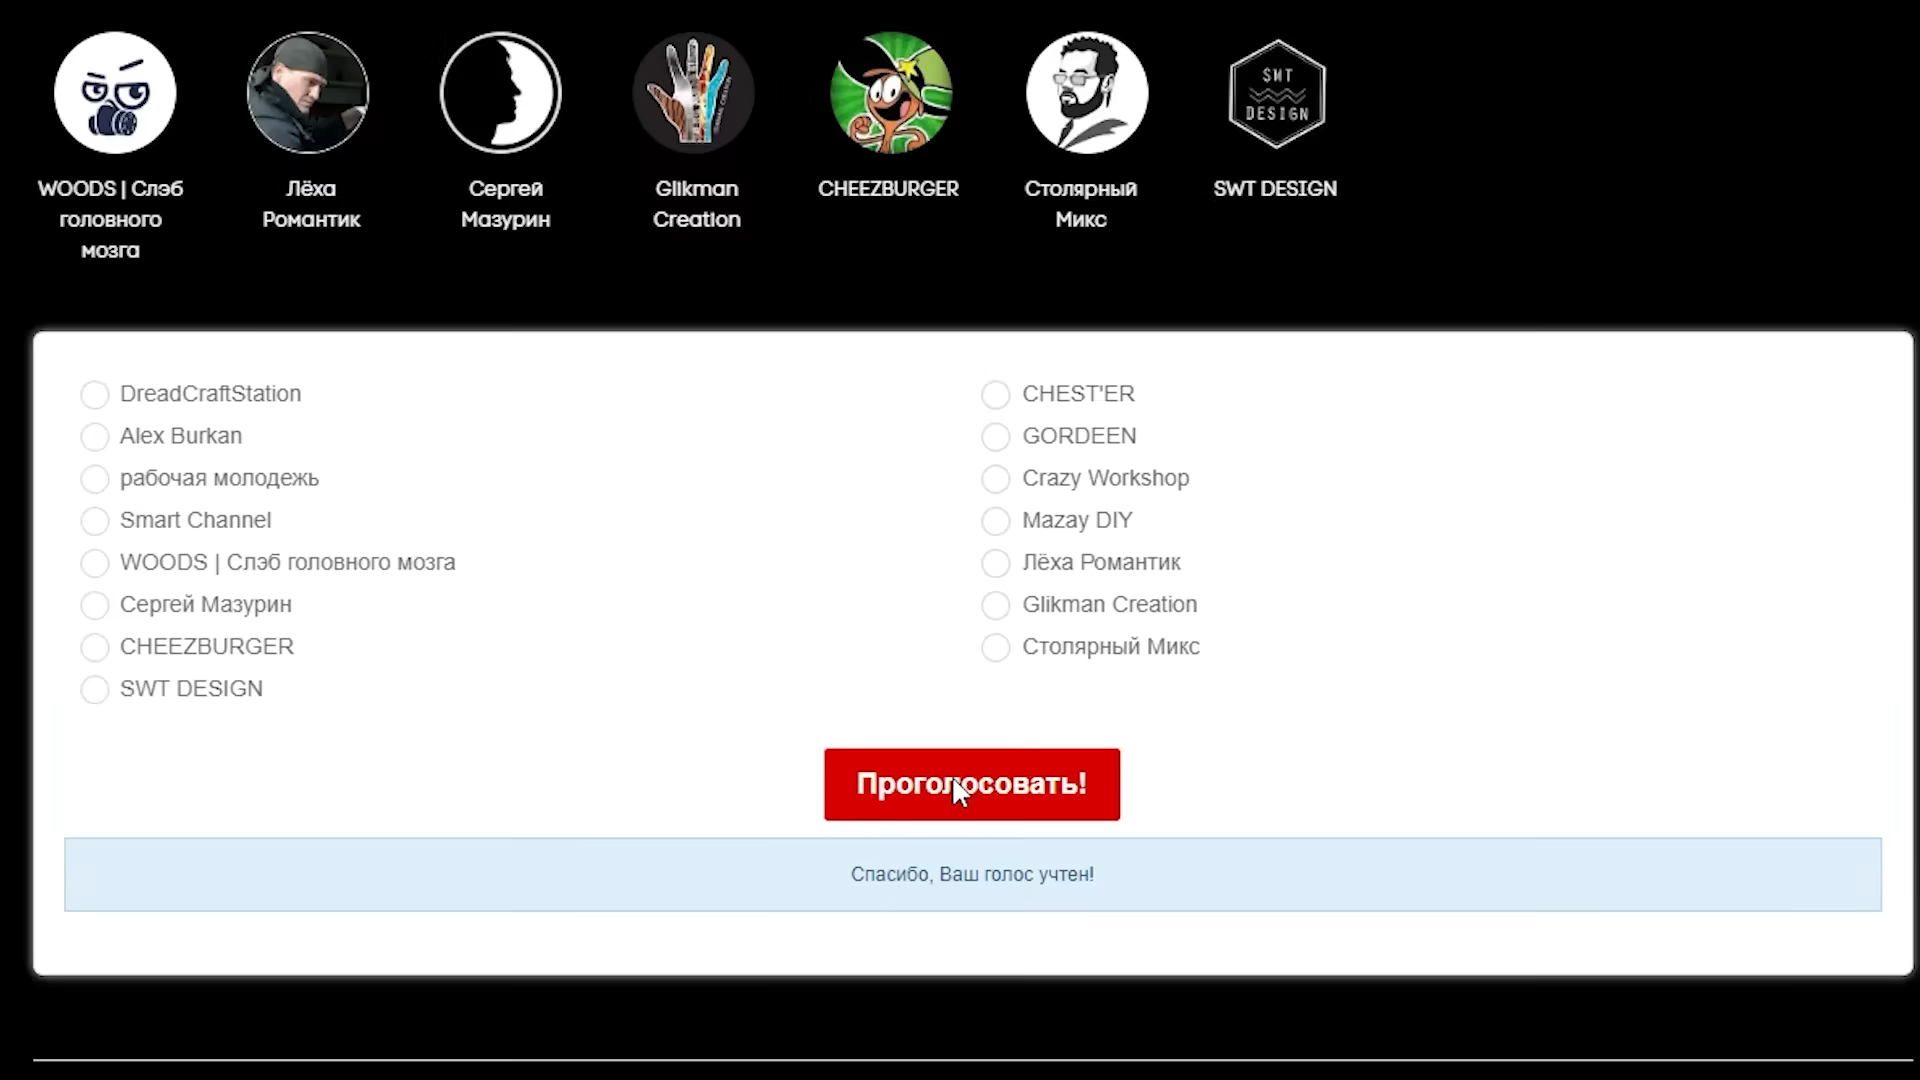 SWT
DESIGN
WOODS | Слэб
головного
мозга
Лёха
Романтик
Сергей
Мазурин
Glikman
Creation
CHEEZBURGER
Столярный
Микс
SWT DESIGN
DreadCraftStation
Alex Burkan
рабочая молодежь
Smart Channel
WOODS | Слэб головного мозга
Сергей Мазурин
CHEEZBURGER
SWT DESIGN
CHEST'ER
GORDEEN
Crazy Workshop
Mazay DIY
Лёха Романтик
Glikman Creation
Столярный Микс
Проголосовать!
Спасибо, Ваш голос учтен!